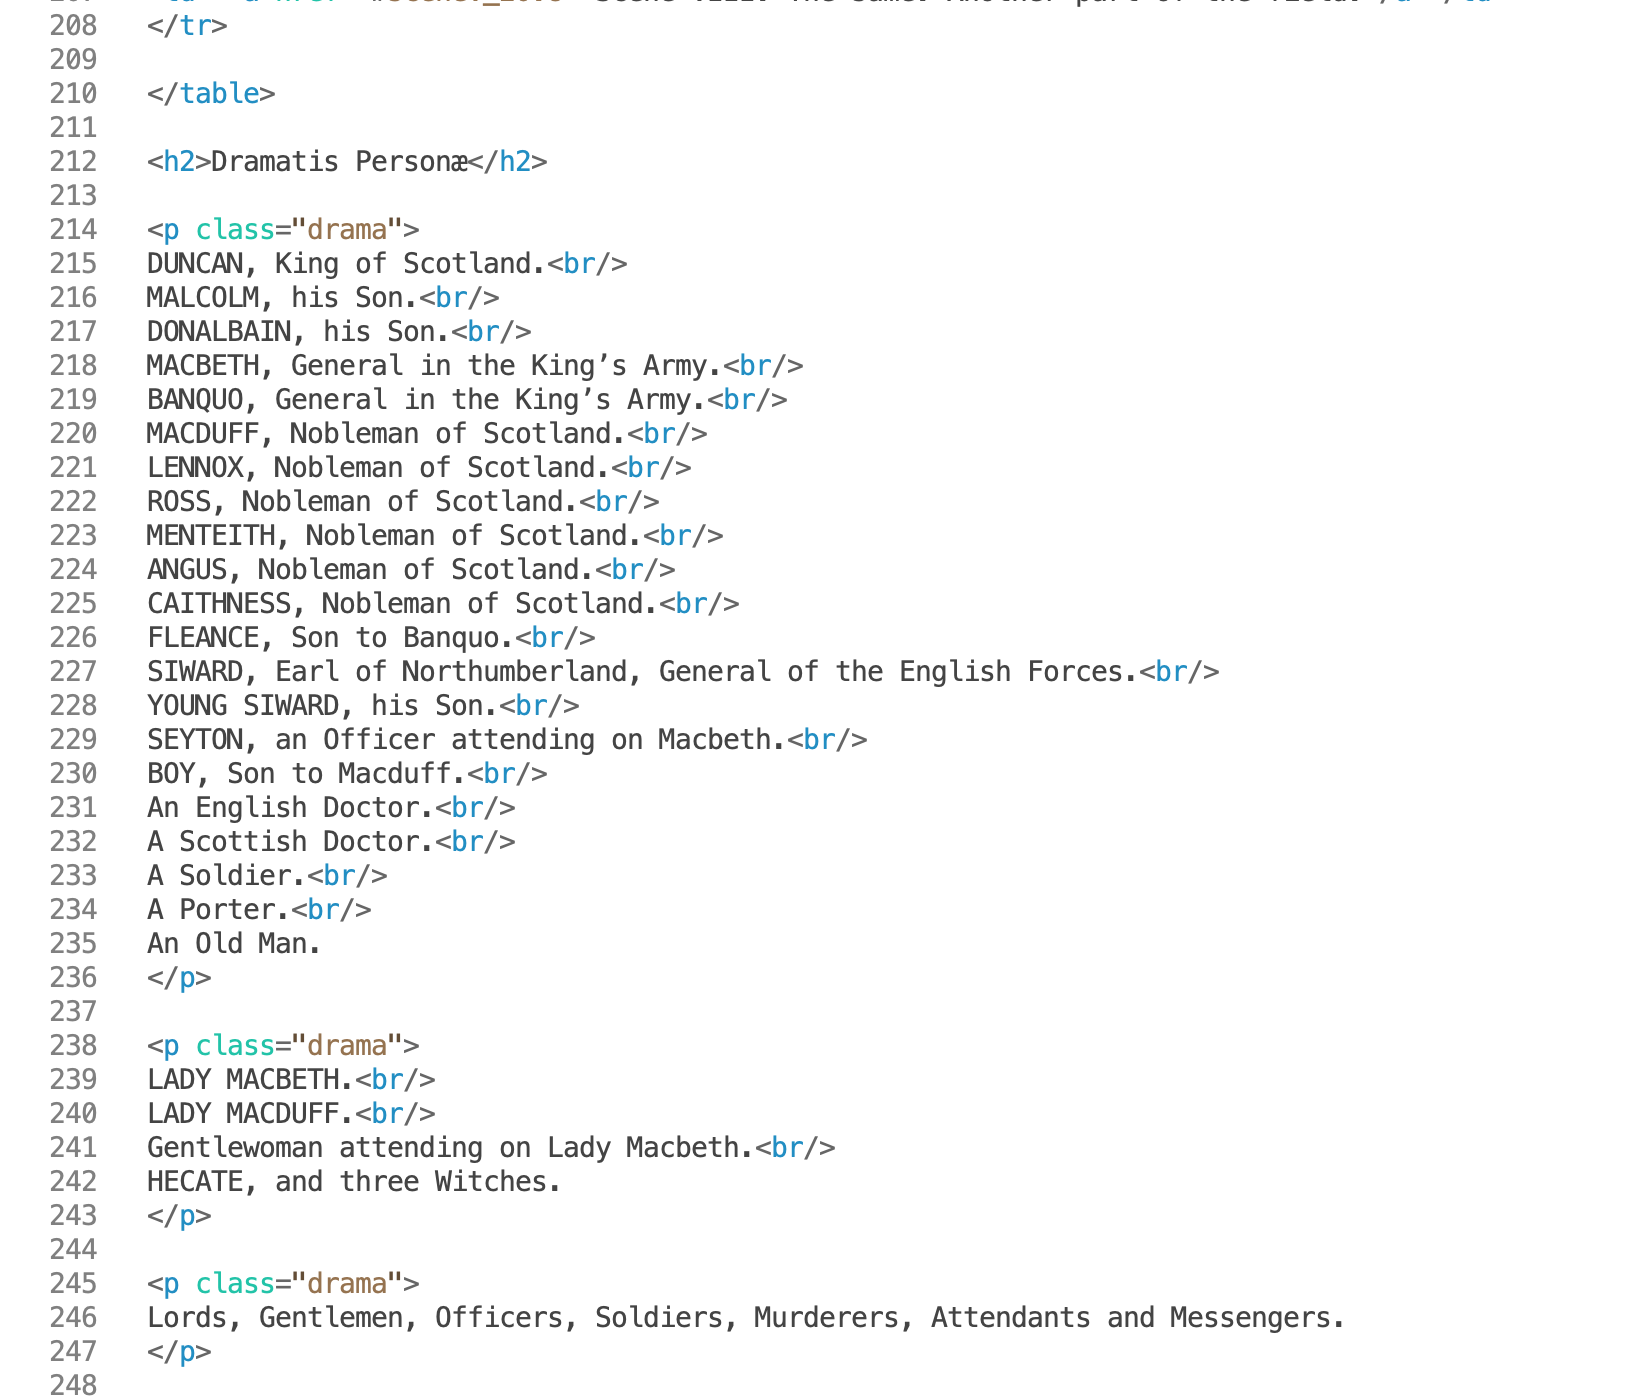 208 </tr>
209
210 </table>
211
212 <h2>Dramatis Personæ</h2>
213
214 <p class="drama">
215 DUNCAN, King of Scotland.<br/>
216 MALCOLM, his Son.<br/>
217 DONALBAIN, his Son.<br/>
218 MACBETH, General in the King’s Army.<br/>
219 BANQUO, General in the King’s Army.<br/>
220 MACDUFF, Nobleman of Scotland.<br/>
221 LENNOX, Nobleman of Scotland.<br/>
222 ROSS, Nobleman of Scotland.<br/>
223 MENTEITH, Nobleman of Scotland.<br/>
224 ANGUS, Nobleman of Scotland.<br/>
225 CAITHNESS, Nobleman of Scotland.<br/>
226 FLEANCE, Son to Banquo.<br/>
227 SIWARD, Earl of Northumberland, General of the English Forces.<br/>
228 YOUNG SIWARD, his Son.<br/>
229 SEYTON, an Officer attending on Macbeth.<br/>
230 BOY, Son to Macduff.<br/>
231 An English Doctor.<br/>
232 A Scottish Doctor.<br/>
233 A Soldier.<br/>
234 A Porter.<br/>
235 An Old Man.
236 </p>
237
238 <p class="drama">
239 LADY MACBETH.<br/>
240 LADY MACDUFF.<br/>
241 Gentlewoman attending on Lady Macbeth.<br/>
242 HECATE, and three Witches.
243 </p>
244
245 <p class="drama">
246 Lords, Gentlemen, Officers, Soldiers, Murderers, Attendants and Messengers.
247 </p>
248